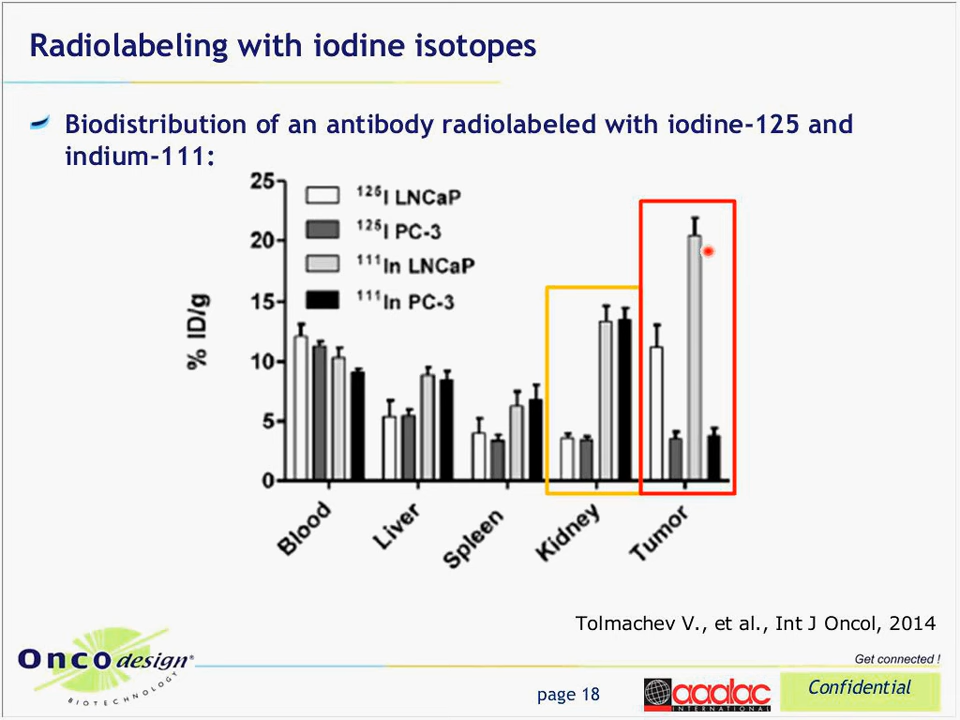 Radiolabeling with iodine isotopes
Biodistribution of an antibody radiolabeled with iodine-125 and
indium-111:
25
20
15
10
5
0
% ID/g
¹²⁵I LNCaP
¹²⁵I PC-3
¹¹¹In LNCaP
¹¹¹In PC-3
Blood
Liver
Spleen
Kidney
Tumor
Tolmachev V., et al., Int J Oncol, 2014
Oncodesign®
BIOTECHNOLOGY
Get connected !
page 18
aaalac
INTERNATIONAL
Confidential